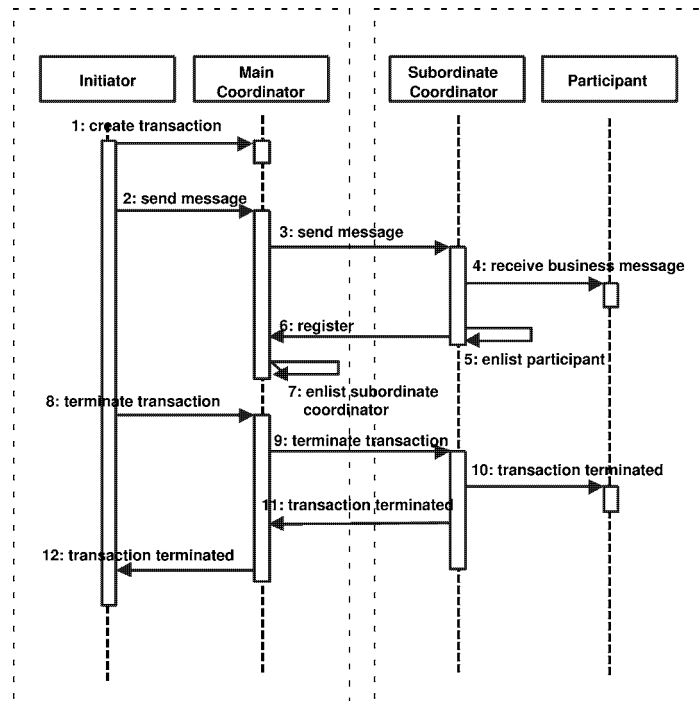 Initiator
Main
Coordinator
Subordinate
Coordinator
Participant
1: create transaction
2: send message
3: send message
4: receive business message
6: register
5: enlist participant
7: enlist subordinate
coordinator
8: terminate transaction
9: terminate transaction
10: transaction terminated
11: transaction terminated
12: transaction terminated